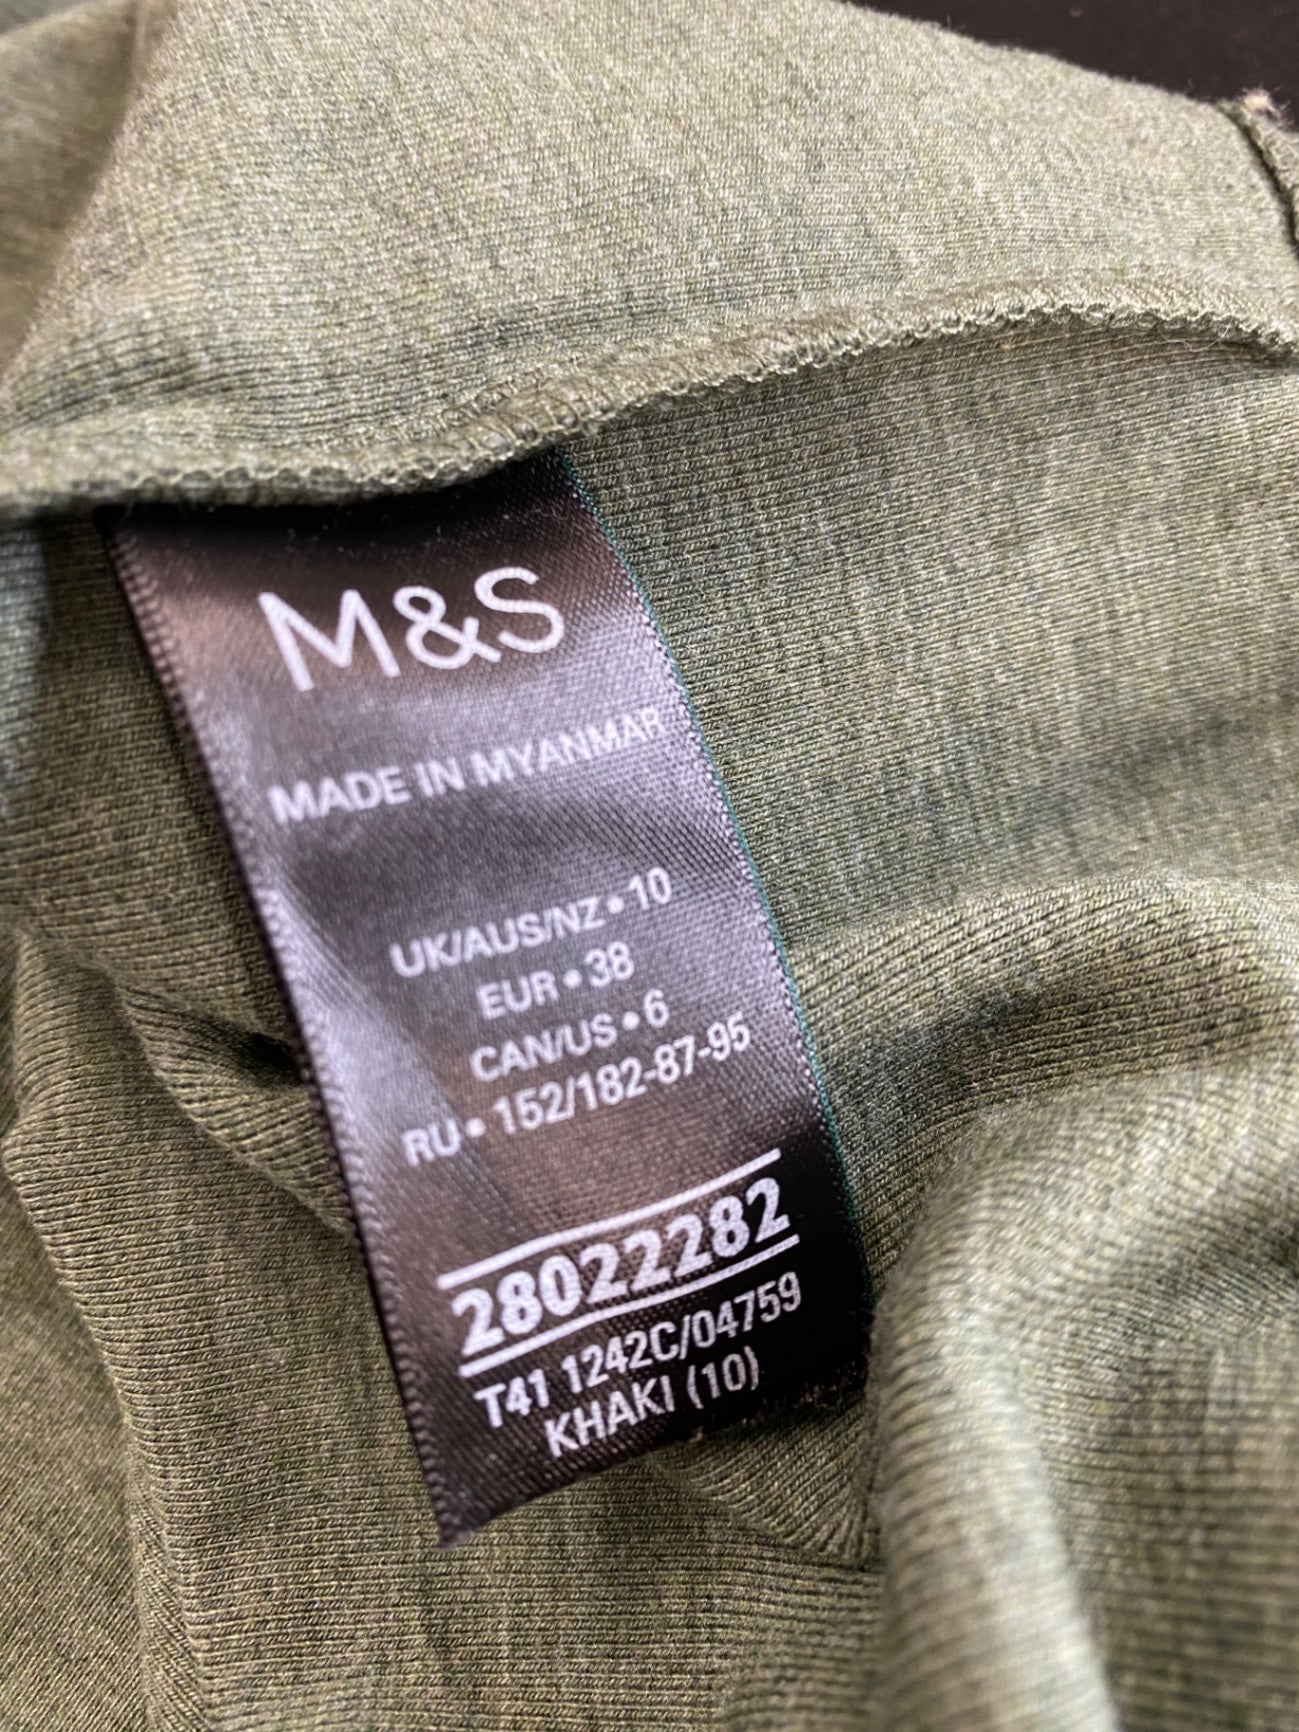 M&S
MADE IN MYANMAR
UK/AUS/NZ • 10
EUR • 38
CAN/US • 6
RU • 152/182-87-95
28022282
T41 1242C/04759
KHAKI (10)